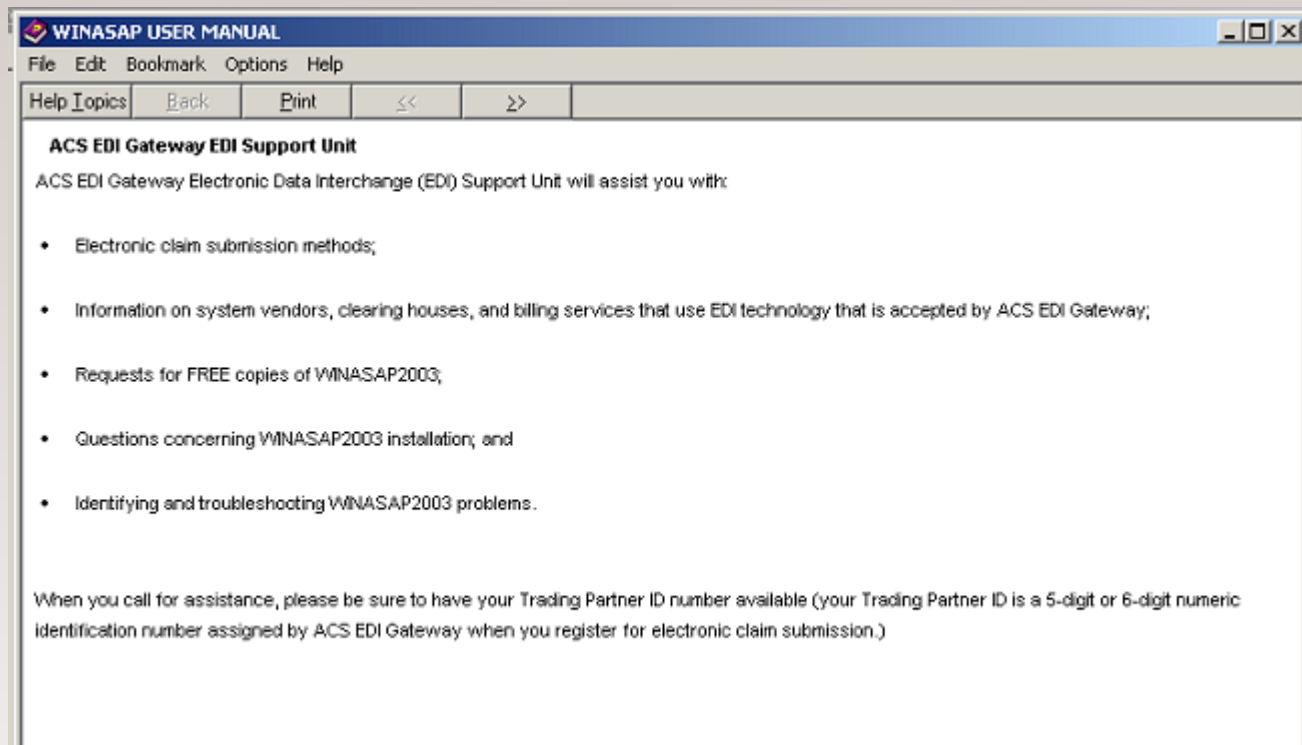 WINASAP USER MANUAL
File Edit Bookmark Options Help
Help Topics Back Print << >>
ACS EDI Gateway EDI Support Unit
ACS EDI Gateway Electronic Data Interchange (EDI) Support Unit will assist you with:
• Electronic claim submission methods;
• Information on system vendors, clearing houses, and billing services that use EDI technology that is accepted by ACS EDI Gateway;
• Requests for FREE copies of WINASAP2003;
• Questions concerning WINASAP2003 installation; and
• Identifying and troubleshooting WINASAP2003 problems.
When you call for assistance, please be sure to have your Trading Partner ID number available (your Trading Partner ID is a 5-digit or 6-digit numeric
identification number assigned by ACS EDI Gateway when you register for electronic claim submission.)